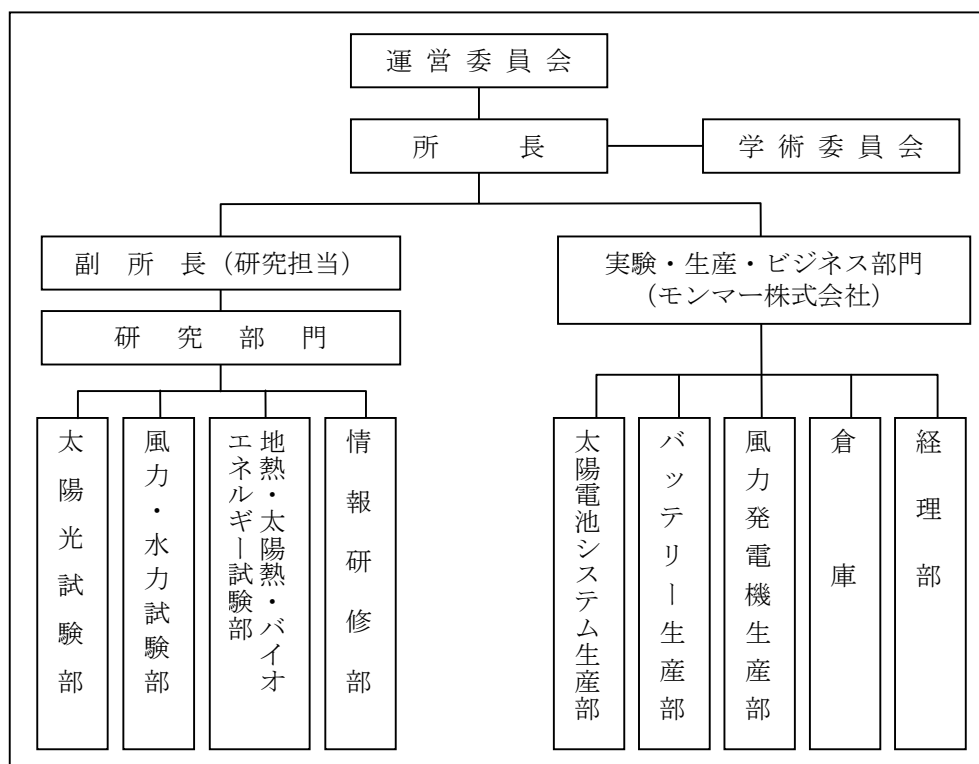 運営委員会
所長
学術委員会
副所長（研究担当）
実験・生産・ビジネス部門
（モンマー株式会社）
研究部門
太陽光試験部
風力・水力試験部
地熱・太陽熱・バイオ
エネルギー試験部
情報研修部
太陽電池システム生産部
バッテリー生産部
風力発電機生産部
倉庫
経理部